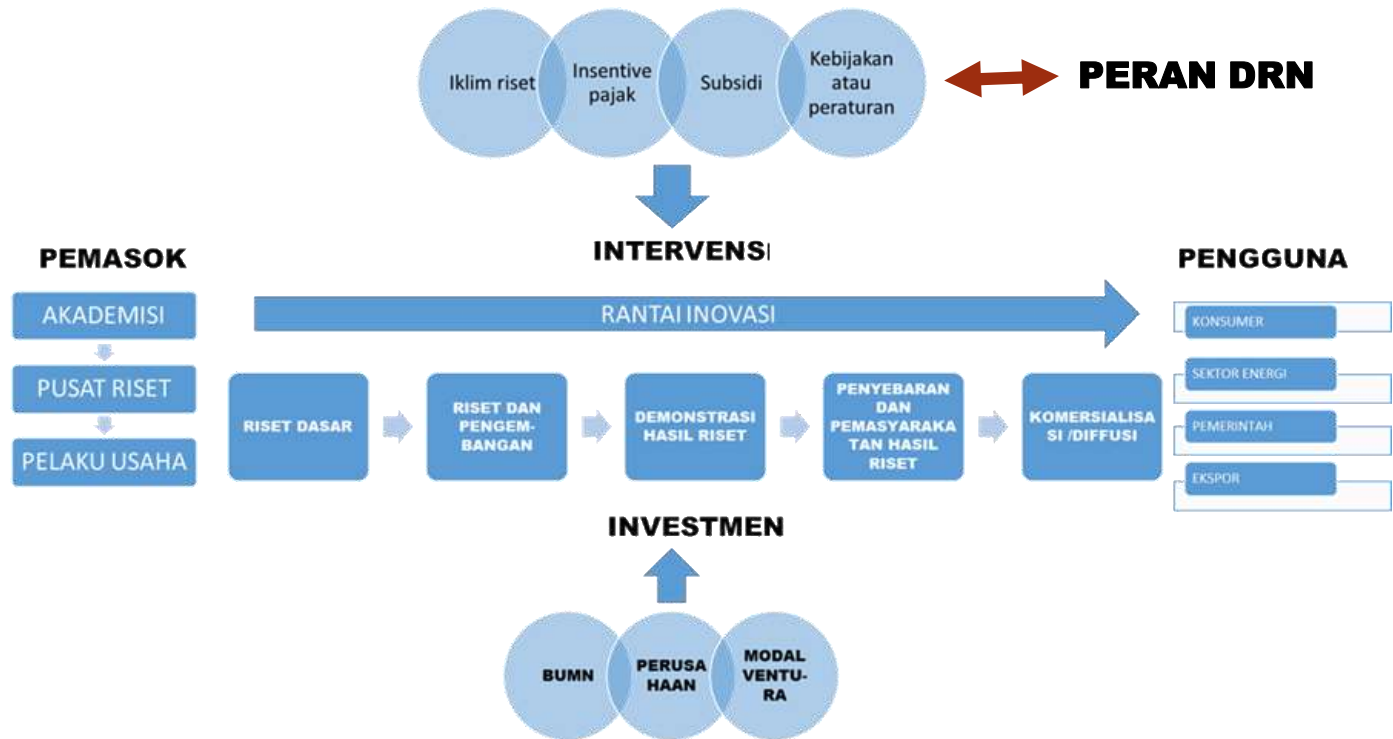 Iklim riset
Insentive
pajak
Subsidi
Kebijakan
atau
peraturan
PERAN DRN
INTERVENSI
PEMASOK
AKADEMISI
PUSAT RISET
PELAKU USAHA
RANTAI INOVASI
RISET DASAR
RISET DAN
PENGEM-
BANGAN
DEMONSTRASI
HASIL RISET
PENYEBARAN
DAN
PEMASYARAKA
TAN HASIL
RISET
KOMERSIALISA
SI /DIFFUSI
PENGGUNA
KONSUMER
SEKTOR ENERGI
PEMERINTAH
EKSPOR
INVESTMEN
BUMN
PERUSA
HAAN
MODAL
VENTU-
RA